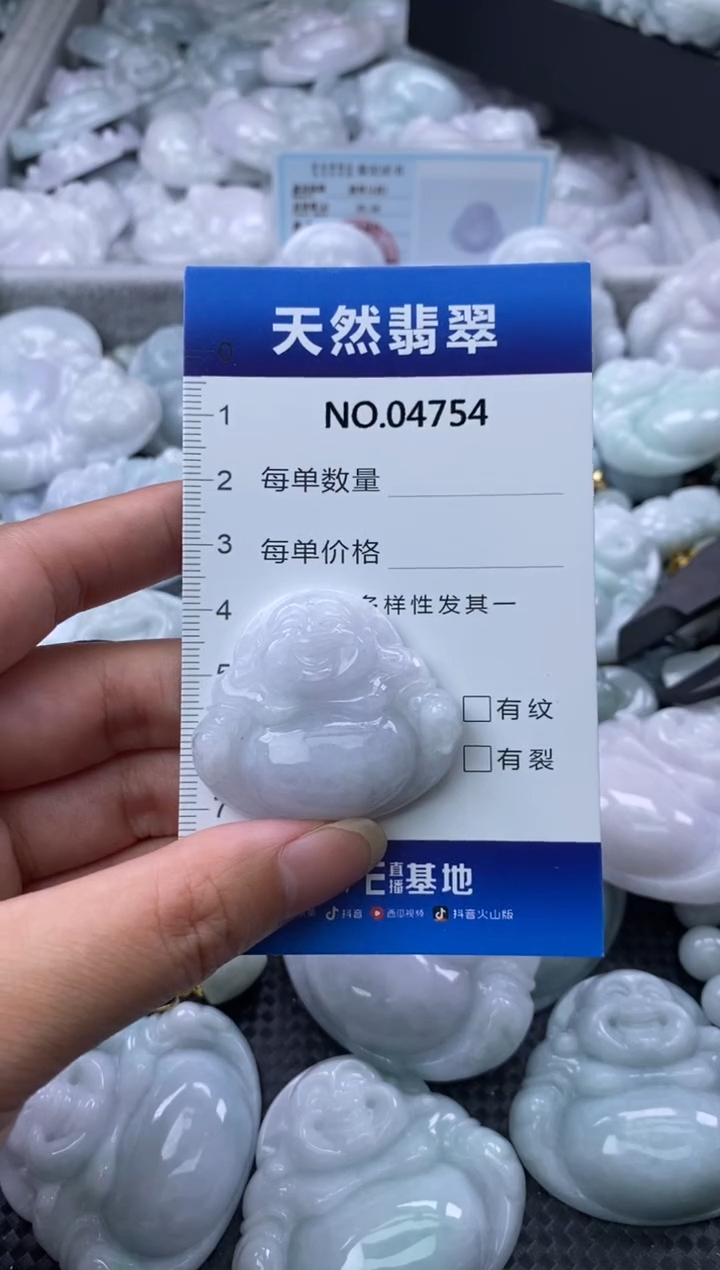 天然翡翠
0
1
NO.04754
2
每单数量
3
每单价格
4
条样性发其一
5
有纹
有裂
7
直播基地
抖音 西瓜视频 抖音火山版